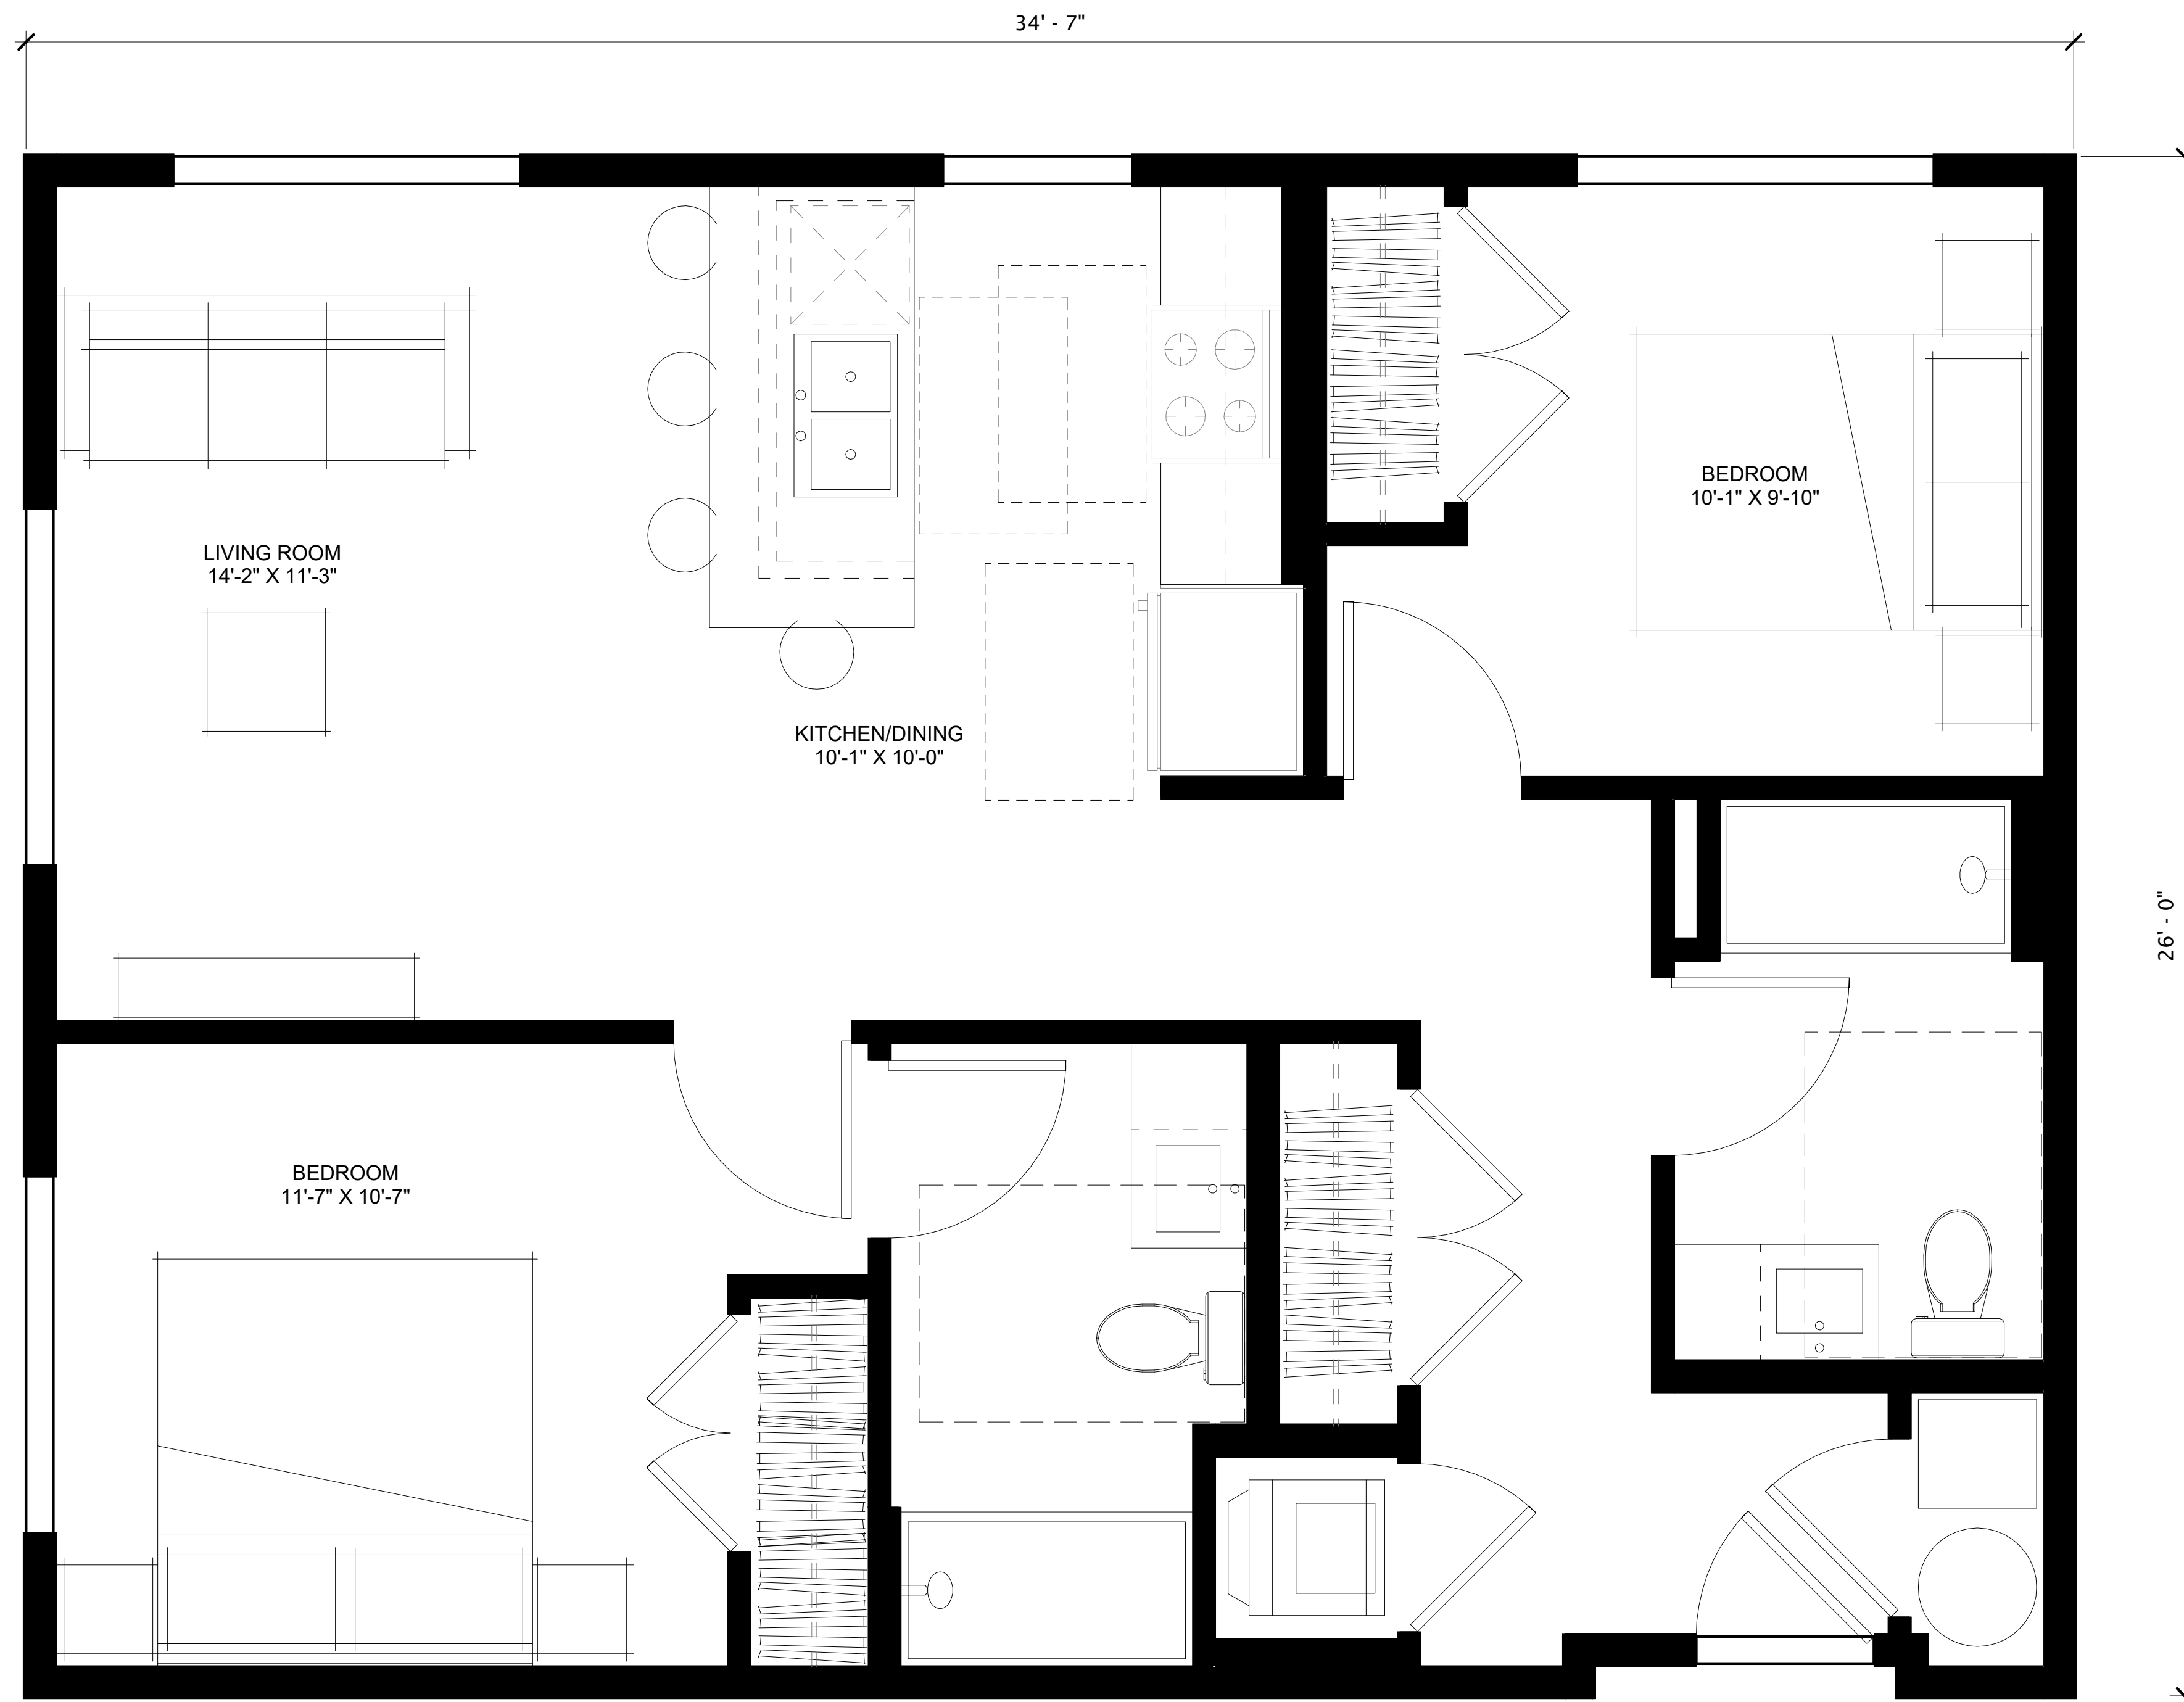 34' - 7"
BEDROOM
10'-1" X 9'-10"
LIVING ROOM
14'-2" X 11'-3"
KITCHEN/DINING
10'-1" X 10'-0"
26' - 0"
BEDROOM
11'-7" X 10'-7"